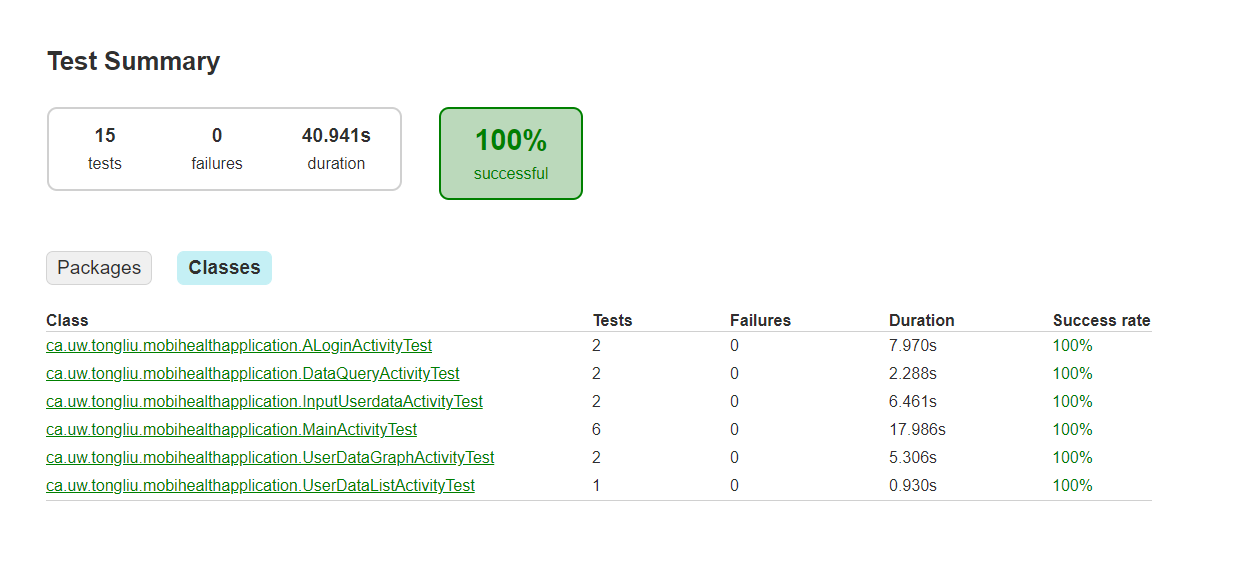 Test Summary
15 0 40.941s
tests failures duration
100%
successful
Packages Classes
Class Tests Failures Duration Success rate
ca.uw.tongliu.mobihealthapplication.ALoginActivityTest 2 0 7.970s 100%
ca.uw.tongliu.mobihealthapplication.DataQueryActivityTest 2 0 2.288s 100%
ca.uw.tongliu.mobihealthapplication.InputUserdataActivityTest 2 0 6.461s 100%
ca.uw.tongliu.mobihealthapplication.MainActivityTest 6 0 17.986s 100%
ca.uw.tongliu.mobihealthapplication.UserDataGraphActivityTest 2 0 5.306s 100%
ca.uw.tongliu.mobihealthapplication.UserDataListActivityTest 1 0 0.930s 100%